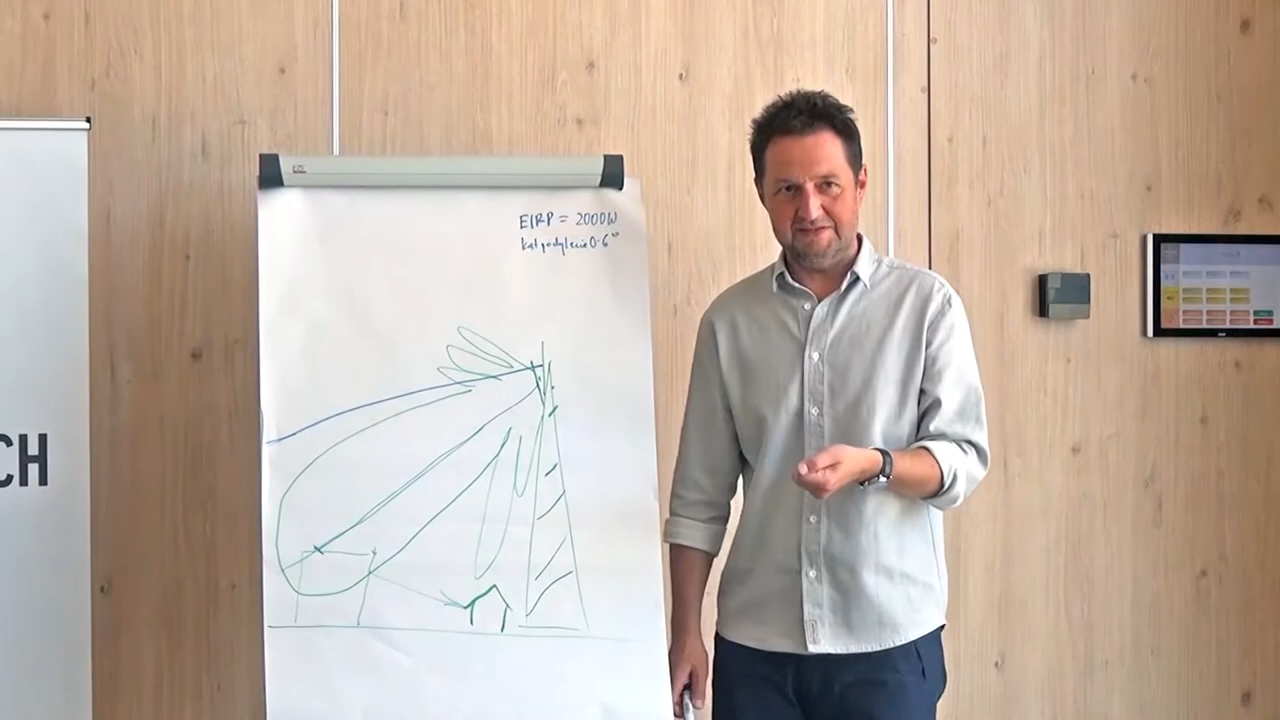 EIRP = 2000W
kąt pochylenia 0-6°
CH